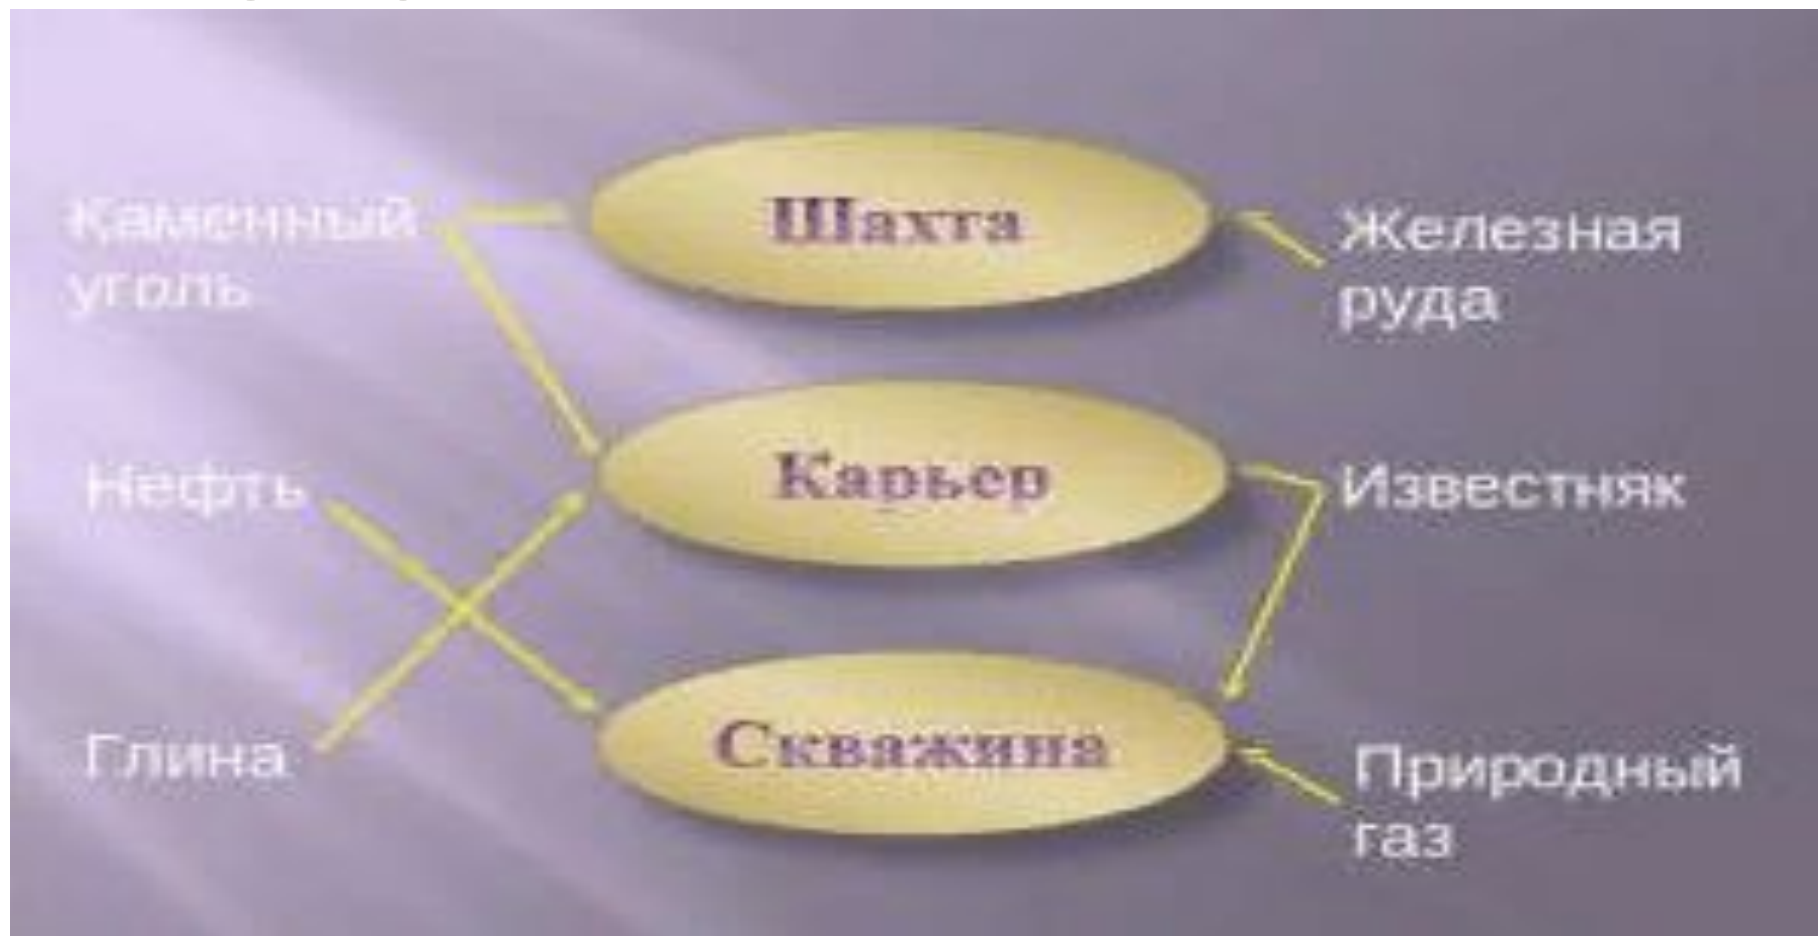 Шахта
Каменный
уголь
Железная
руда
Карьер
Нефть
Известняк
Скважина
Глина
Природный
газ